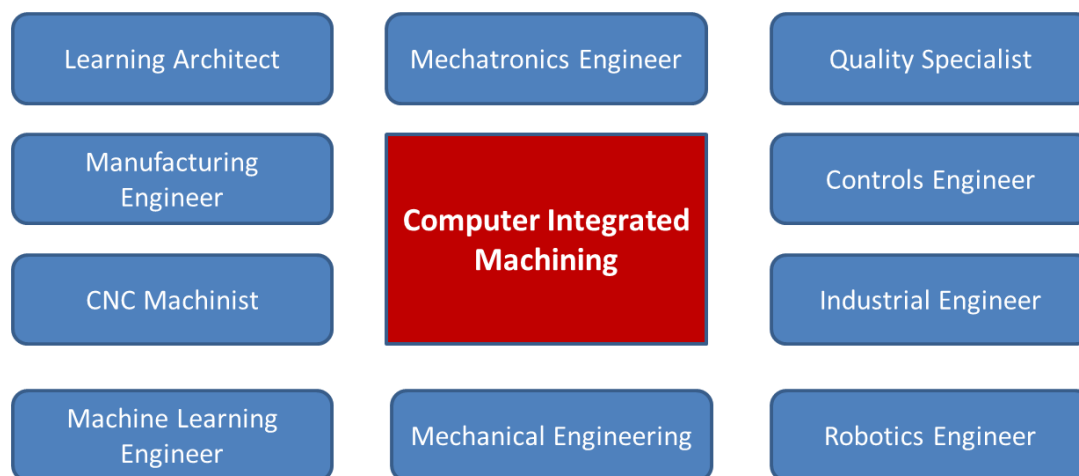 Learning Architect
Mechatronics Engineer
Quality Specialist
Manufacturing
Engineer
Computer Integrated
Machining
Controls Engineer
CNC Machinist
Industrial Engineer
Machine Learning
Engineer
Mechanical Engineering
Robotics Engineer